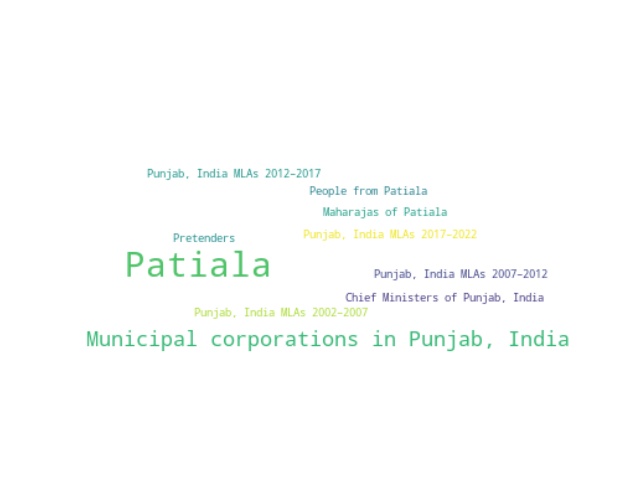 Punjab, India MLAs 2012–2017
People from Patiala
Maharajas of Patiala
Punjab, India MLAs 2017–2022
Pretenders
Patiala
Punjab, India MLAs 2007–2012
Chief Ministers of Punjab, India
Punjab, India MLAs 2002–2007
Municipal corporations in Punjab, India